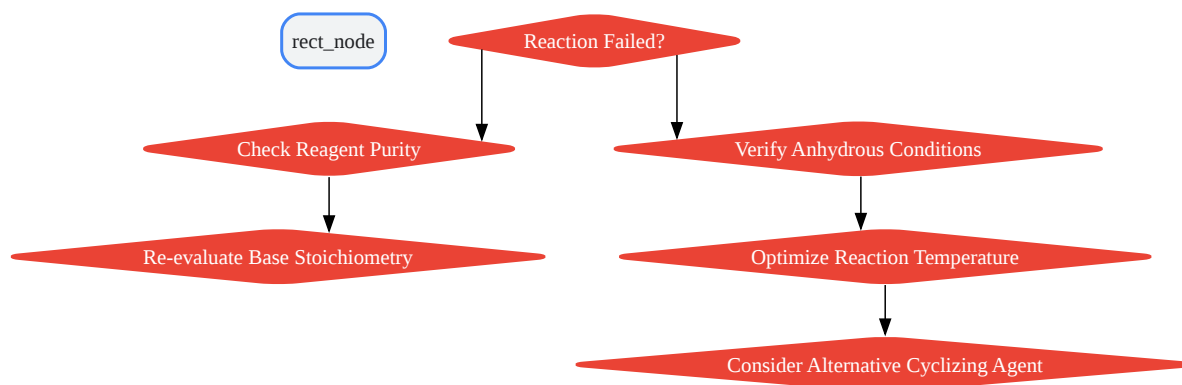 rect_node
Reaction Failed?
Check Reagent Purity
Verify Anhydrous Conditions
Re-evaluate Base Stoichiometry
Optimize Reaction Temperature
Consider Alternative Cyclizing Agent